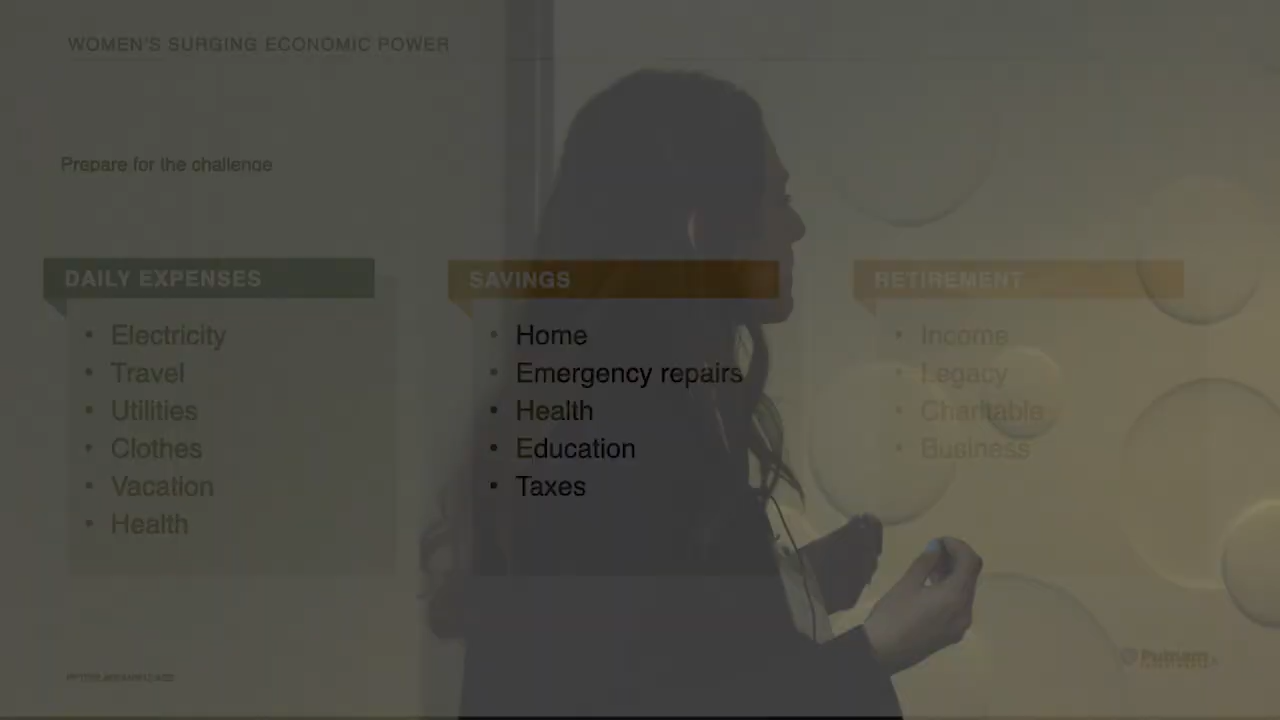 WOMEN'S SURGING ECONOMIC POWER
Prepare for the challenge
DAILY EXPENSES
• Electricity
• Travel
• Utilities
• Clothes
• Vacation
• Health
SAVINGS
• Home
• Emergency repairs
• Health
• Education
• Taxes
RETIREMENT
• Income
• Legacy
• Charitable
• Business
Putnam